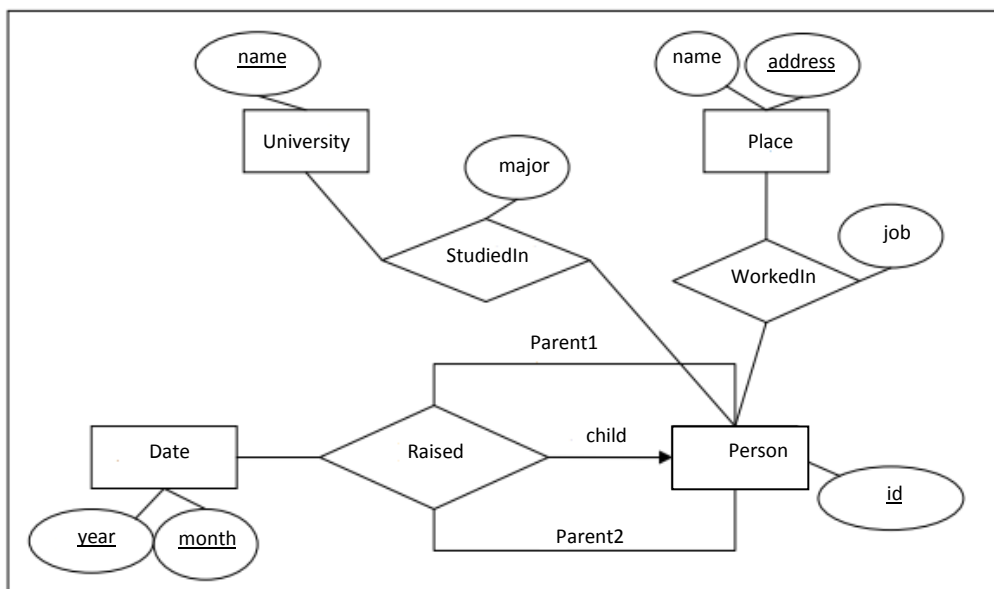 name
name
address
University
Place
major
job
StudiedIn
WorkedIn
Parent1
Date
Raised
child
Person
year
month
Parent2
id